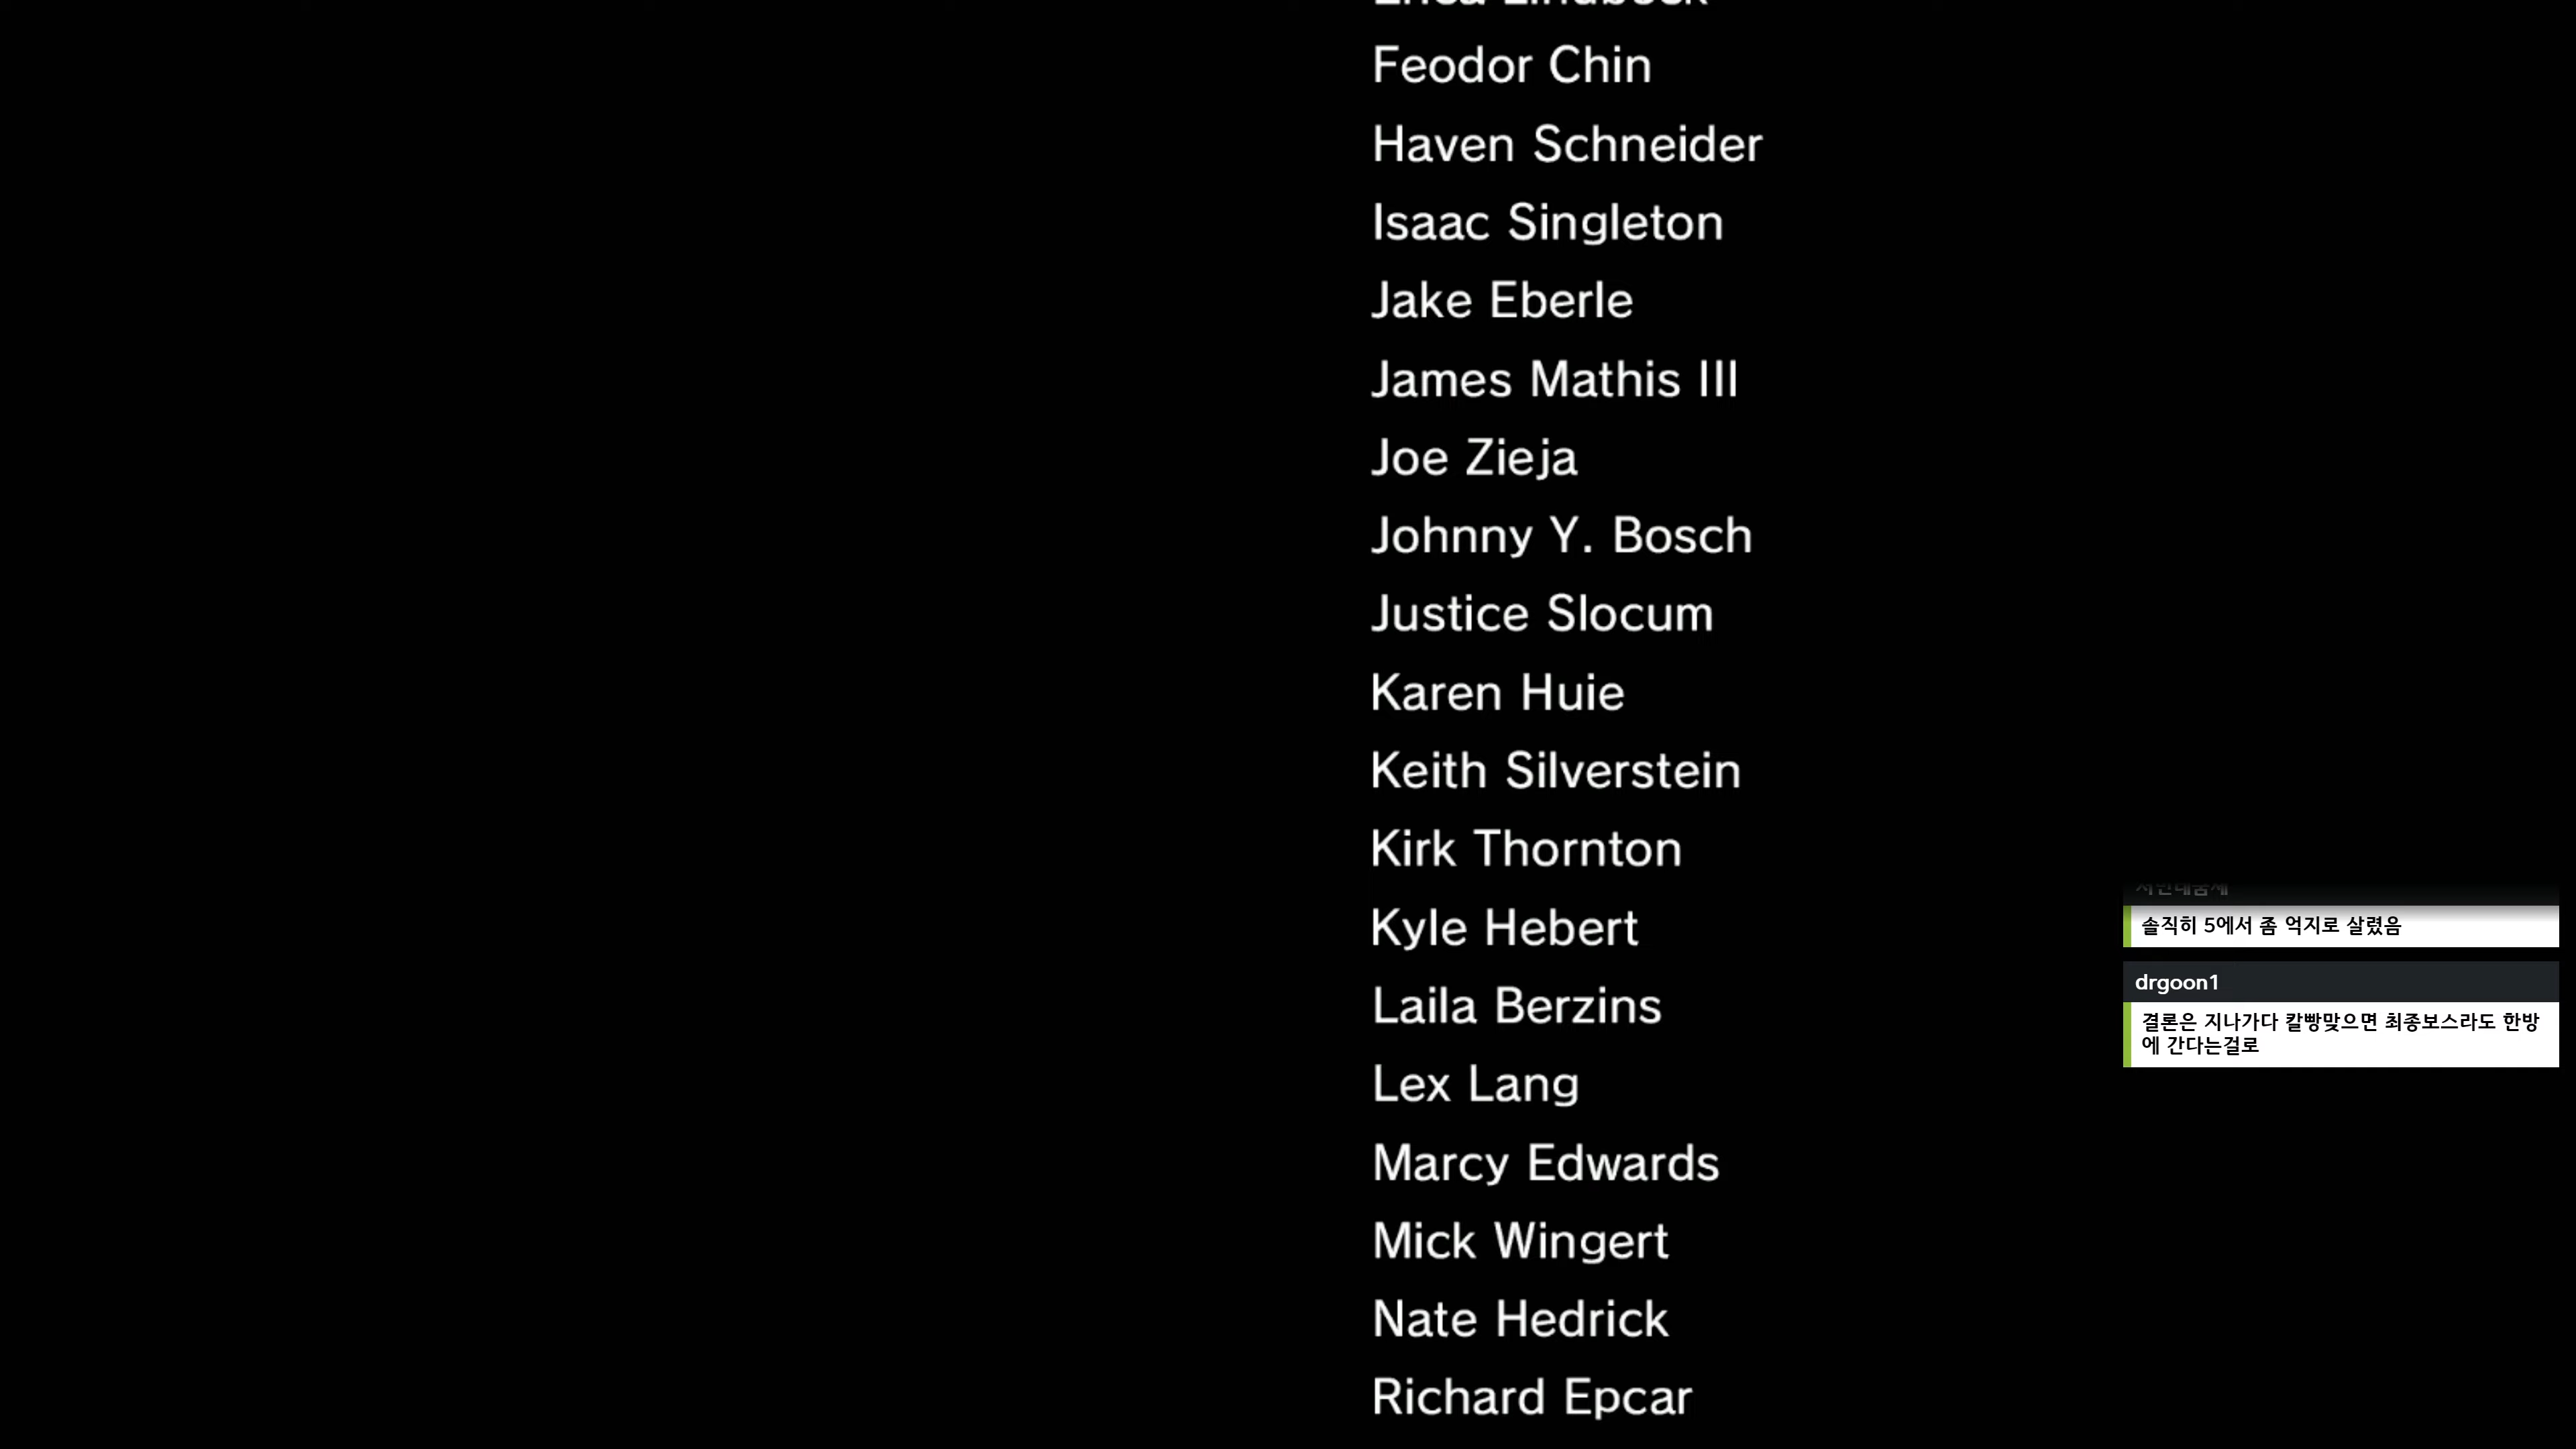 Feodor Chin
Haven Schneider
Isaac Singleton
Jake Eberle
James Mathis III
Joe Zieja
Johnny Y. Bosch
Justice Slocum
Karen Huie
Keith Silverstein
Kirk Thornton
Kyle Hebert
Laila Berzins
Lex Lang
Marcy Edwards
Mick Wingert
Nate Hedrick
Richard Epcar
솔직히 5에서 좀 억지로 살렸음
drgoon1
결론은 지나가다 칼빵맞으면 최종보스라도 한방
에 간다는걸로